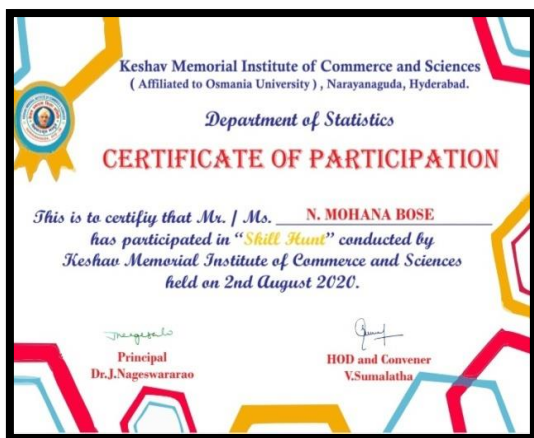 Keshav Memorial Institute of Commerce and Sciences
( Affiliated to Osmania University ) , Narayanaguda, Hyderabad.
Department of Statistics
CERTIFICATE OF PARTICIPATION
This is to certifiy that Mr. / Ms. N. MOHANA BOSE
has participated in “Skill Hunt” conducted by
Keshav Memorial Institute of Commerce and Sciences
held on 2nd August 2020.
Principal
Dr.J.Nageswararao
HOD and Convener
V.Sumalatha